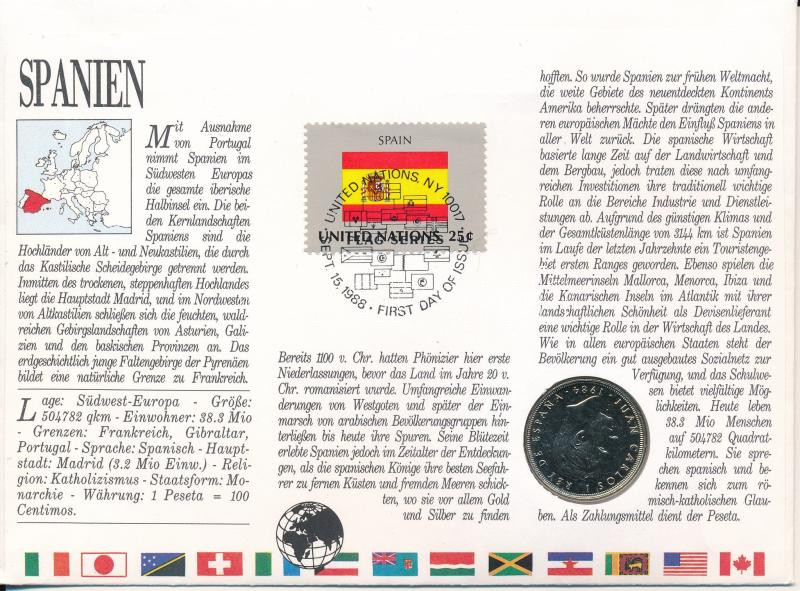 SPANIEN
Mit Ausnahme
von Portugal
nimmt Spanien im
Südwesten Europas
die gesamte iberische
Halbinsel ein. Die bei-
den Kernlandschaften
Spaniens sind die
Hochländer von Alt - und Neukastilien, die durch
das Kastilische Scheidegebirge getrennt werden.
Inmitten des trockenen, steppenhaften Hochlandes
liegt die Hauptstadt Madrid, und im Nordwesten
von Altkastilien schließen sich die feuchten, wald-
reichen Gebirgslandschaften von Asturien, Gali-
zien und den baskischen Provinzen an. Das
erdgeschichtlich junge Faltengebirge der Pyrenäen
bildet eine natürliche Grenze zu Frankreich.
Lage: Südwest-Europa - Größe:
504782 qkm - Einwohner: 38.3 Mio
- Grenzen: Frankreich, Gibraltar,
Portugal - Sprache: Spanisch - Haupt-
stadt: Madrid (3.2 Mio Einw.) - Reli-
gion: Katholizismus - Staatsform: Mo-
narchie - Währung: 1 Peseta = 100
Centimos.
SPAIN
UNITED NATIONS 25¢
UNITED NATIONS, NY 10017
FLAG SERIES
SEPT. 15, 1988 · FIRST DAY OF ISSUE
Bereits 1100 v. Chr. hatten Phönizier hier erste
Niederlassungen, bevor das Land im Jahre 20 v.
Chr. romanisiert wurde. Umfangreiche Einwan-
derungen von Westgoten und später der Ein-
marsch von arabischen Bevölkerungsgruppen hin-
terließen bis heute ihre Spuren. Seine Blütezeit
erlebte Spanien jedoch im Zeitalter der Entdeckun-
gen, als die spanischen Könige ihre besten Seefah-
rer zu fernen Küsten und fremden Meeren schick-
ten, wo sie vor allem Gold
und Silber zu finden
hofften. So wurde Spanien zur frühen Weltmacht,
die weite Gebiete des neuentdeckten Kontinents
Amerika beherrschte. Später drängten die ande-
ren europäischen Mächte den Einfluß Spaniens in
aller Welt zurück. Die spanische Wirtschaft
basierte lange Zeit auf der Landwirtschaft und
dem Bergbau, jedoch traten diese nach umfang-
reichen Investitionen ihre traditionell wichtige
Rolle an die Bereiche Industrie und Dienstleistun-
gen ab. Aufgrund des günstigen Klimas und
der Gesamtküstenlänge von 3144 km ist Spanien
im Laufe der letzten Jahrzehnte ein Touristenge-
biet ersten Ranges geworden. Ebenso spielen die
Mittelmeerinseln Mallorca, Menorca, Ibiza und
die Kanarischen Inseln im Atlantik mit ihrer
landschaftlichen Schönheit als Devisenlieferant
eine wichtige Rolle in der Wirtschaft des Landes.
Wie in allen europäischen Staaten steht der
Bevölkerung ein gut ausgebautes Sozialnetz zur
Verfügung, und das Schulwe-
sen bietet vielfältige Mög-
lichkeiten. Heute leben
38.3 Mio Menschen
auf 504782 Quadrat-
kilometern. Sie spre-
chen spanisch und be-
kennen sich zum rö-
misch-katholischen Glau-
ben. Als Zahlungsmittel dient der Peseta.
JUAN CARLOS I REY DE ESPAÑA 1984